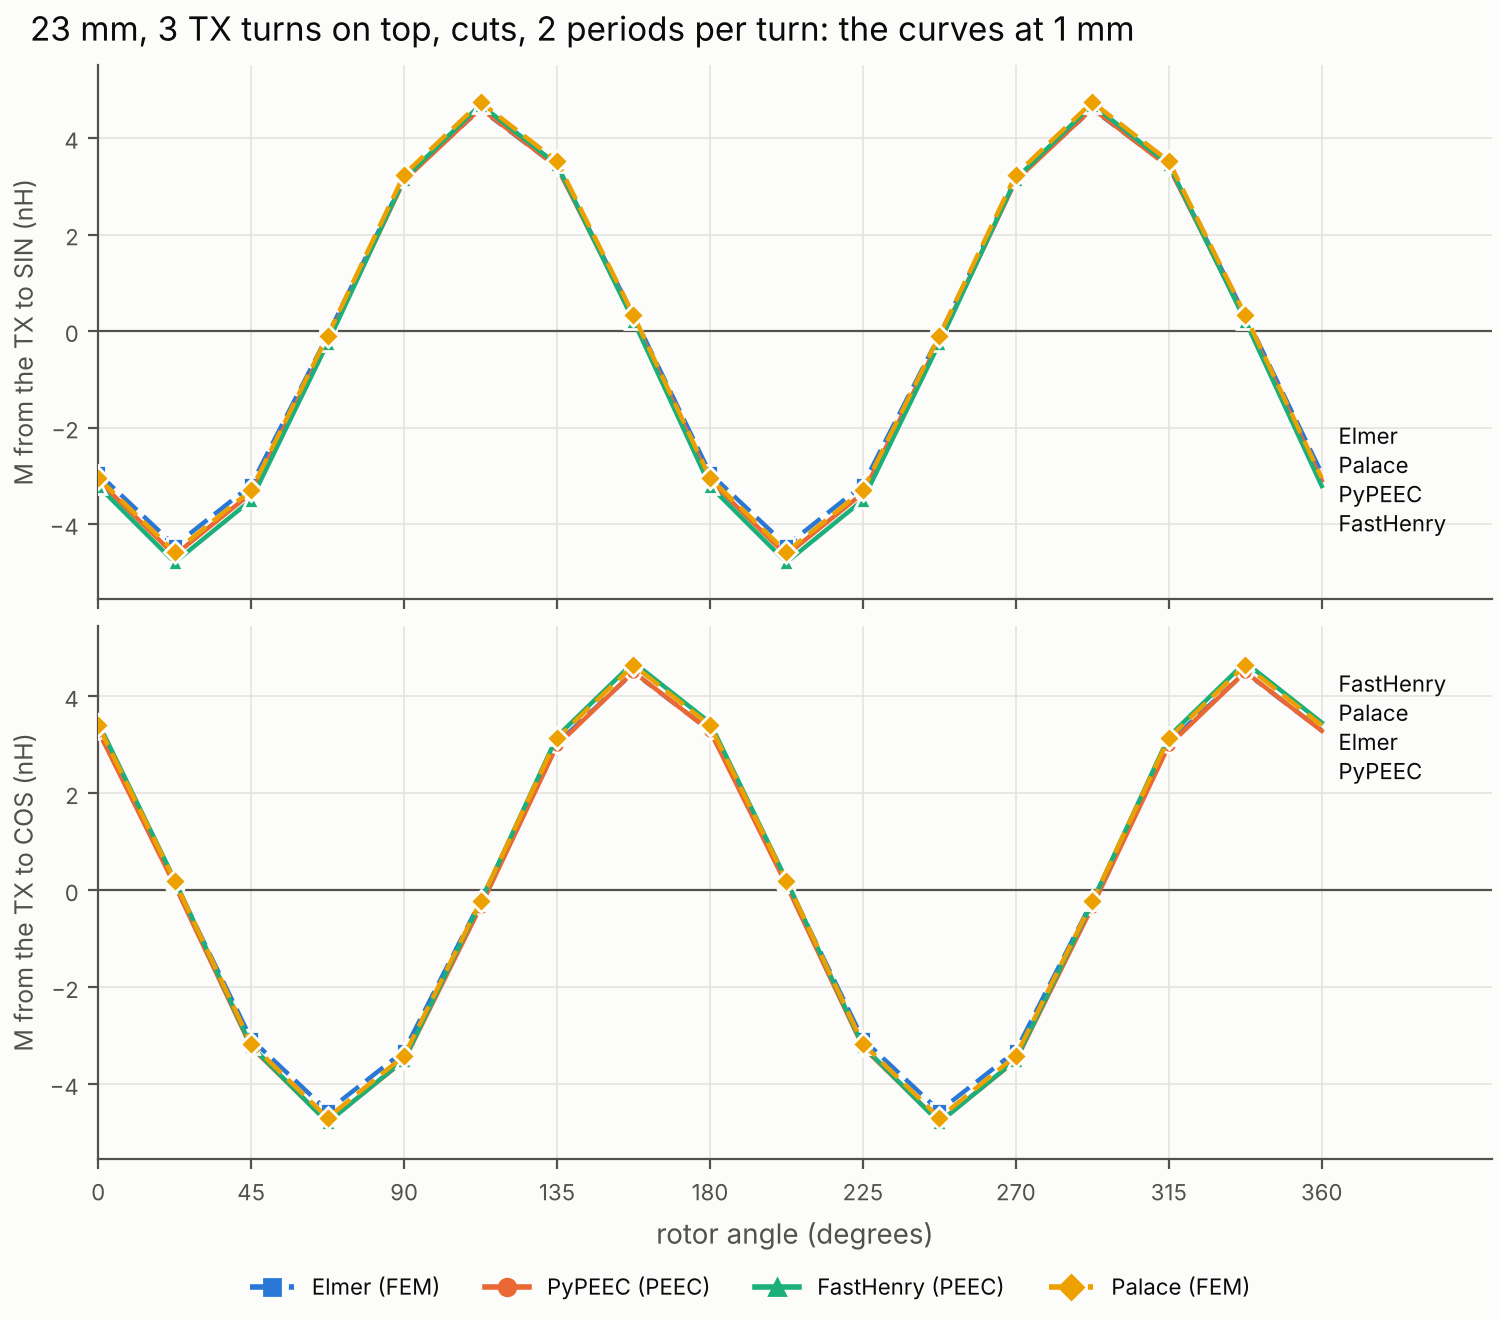 23 mm, 3 TX turns on top, cuts, 2 periods per turn: the curves at 1 mm
M from the TX to SIN (nH)
4
2
0
−2
−4
Elmer
Palace
PyPEEC
FastHenry
M from the TX to COS (nH)
4
2
0
−2
−4
FastHenry
Palace
Elmer
PyPEEC
0 45 90 135 180 225 270 315 360
rotor angle (degrees)
Elmer (FEM) PyPEEC (PEEC) FastHenry (PEEC) Palace (FEM)